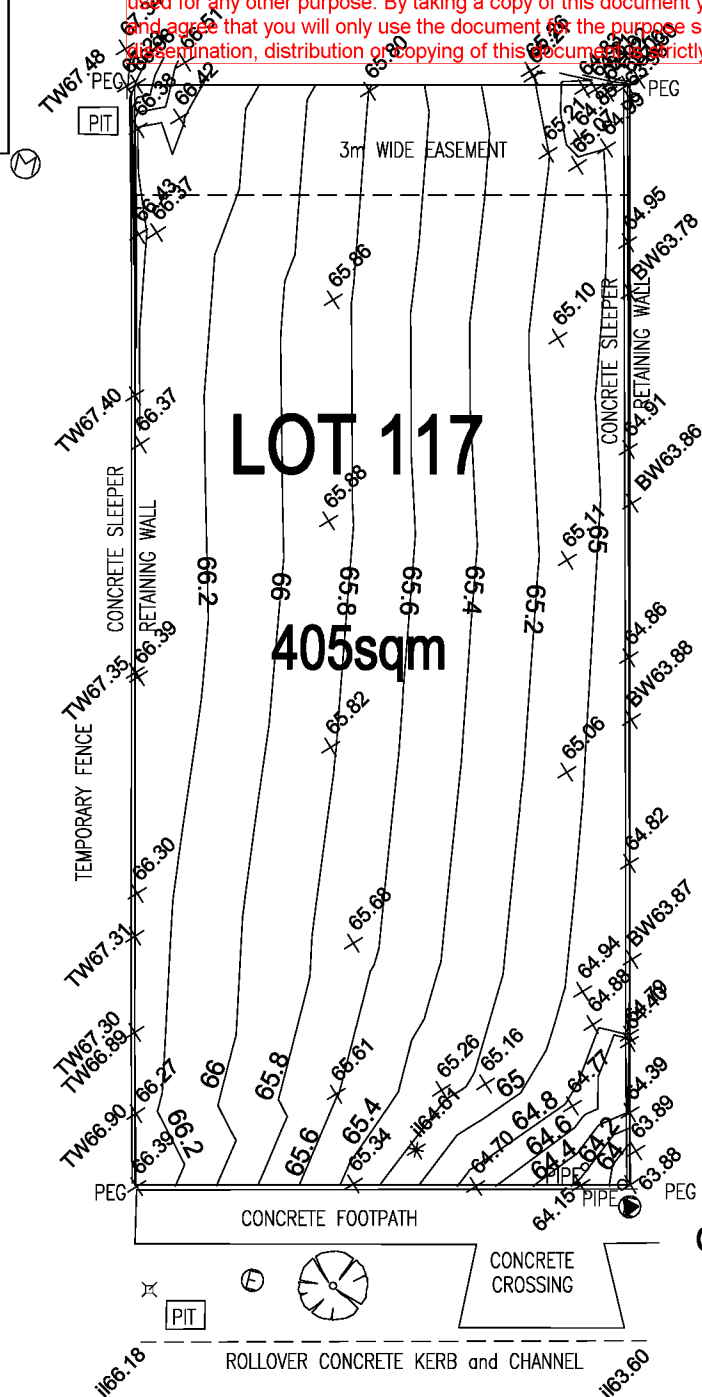 used for any other purpose. By taking a copy of this document y
and agree that you will only use the document for the purpose s
dissemination, distribution or copying of this document is strictly
TW67.48
PEG
66.38
66.51
66.42
65.80
65.21
64.85
65.07
64.99
PEG
PIT
3m WIDE EASEMENT
M
66.43
66.37
64.95
BW63.78
65.86
65.10
CONCRETE SLEEPER
RETAINING WALL
TW67.40
66.37
LOT 117
64.91
BW63.86
65.88
65.11
CONCRETE SLEEPER
RETAINING WALL
66.2
66
65.8
65.6
65.4
65.2
65
405sqm
64.86
BW63.88
TW67.35
66.39
65.82
65.06
TEMPORARY FENCE
66.30
64.82
TW67.31
65.68
BW63.87
64.94
64.88
64.79
TW67.30
TW66.89
66.27
TW66.90
66.39
66.2
66
65.8
65.6
65.4
65.61
65.26
65.16
65
64.8
64.77
64.6
64.4
64.2
64
64.39
63.89
63.88
il64.61
65.34
64.70
64.15
PIPE
PIPE
PEG
PEG
CONCRETE FOOTPATH
CONCRETE
CROSSING
E
PIT
il66.18
ROLLOVER CONCRETE KERB and CHANNEL
il63.60